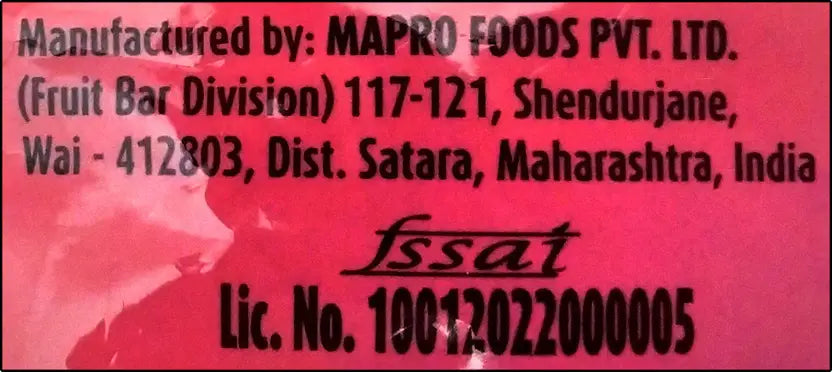 Manufactured by: MAPRO FOODS PVT. LTD.
(Fruit Bar Division) 117-121, Shendurjane,
Wai - 412803, Dist. Satara, Maharashtra, India
fssai
Lic. No. 10012022000005